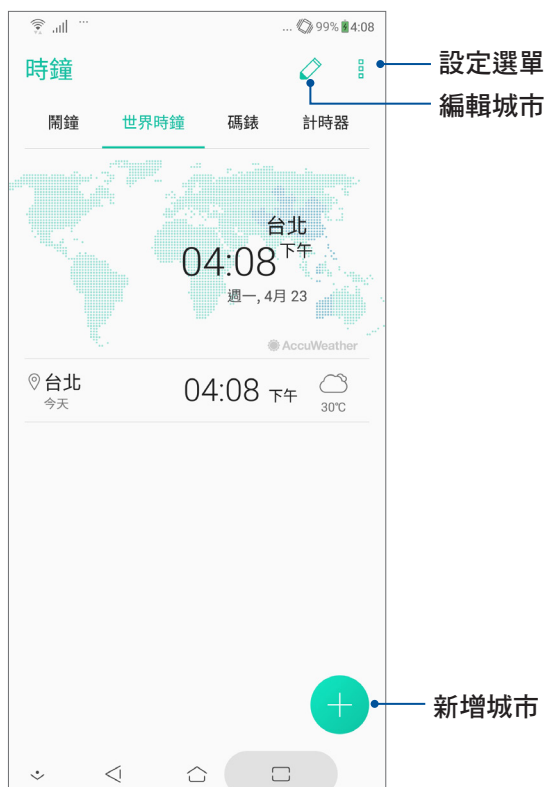 ... ... 99% 4:08
時鐘
設定選單
編輯城市
鬧鐘 世界時鐘 碼錶 計時器
台北
04:08 下午
週一, 4月 23
AccuWeather
台北 04:08 下午
今天 30°C
新增城市